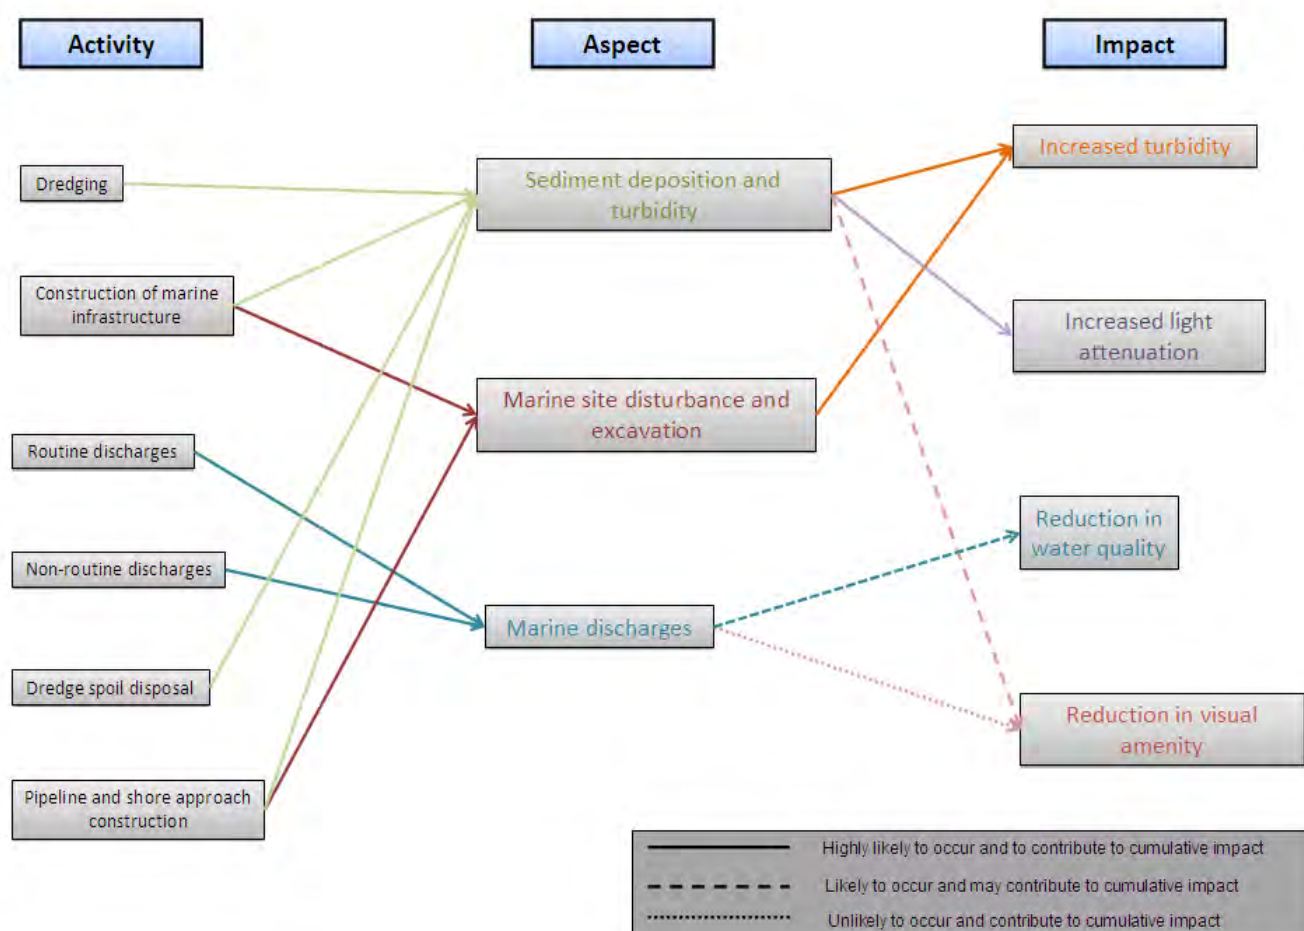 Activity
Aspect
Impact
Dredging
Construction of marine
infrastructure
Routine discharges
Non-routine discharges
Dredge spoil disposal
Pipeline and shore approach
construction
Sediment deposition and
turbidity
Marine site disturbance and
excavation
Marine discharges
Increased turbidity
Increased light
attenuation
Reduction in
water quality
Reduction in visual
amenity
Highly likely to occur and to contribute to cumulative impact
Likely to occur and may contribute to cumulative impact
Unlikely to occur and contribute to cumulative impact